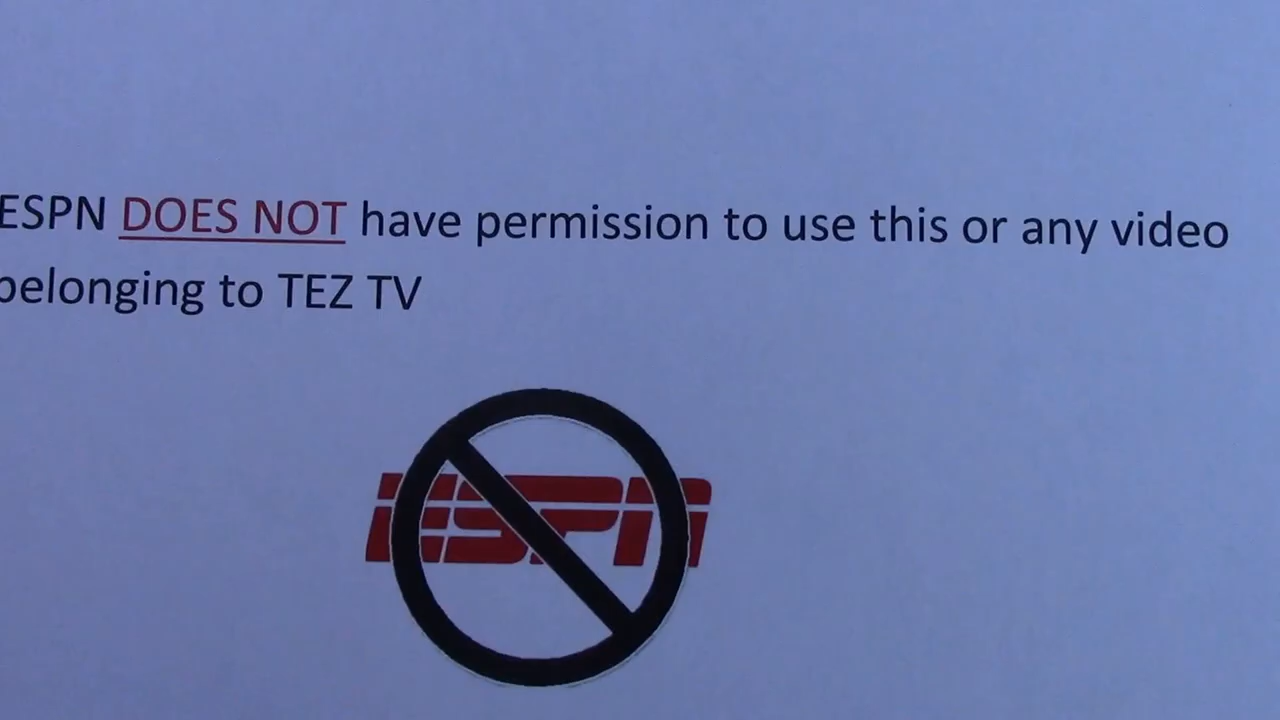 ESPN DOES NOT have permission to use this or any video
belonging to TEZ TV
ESPN